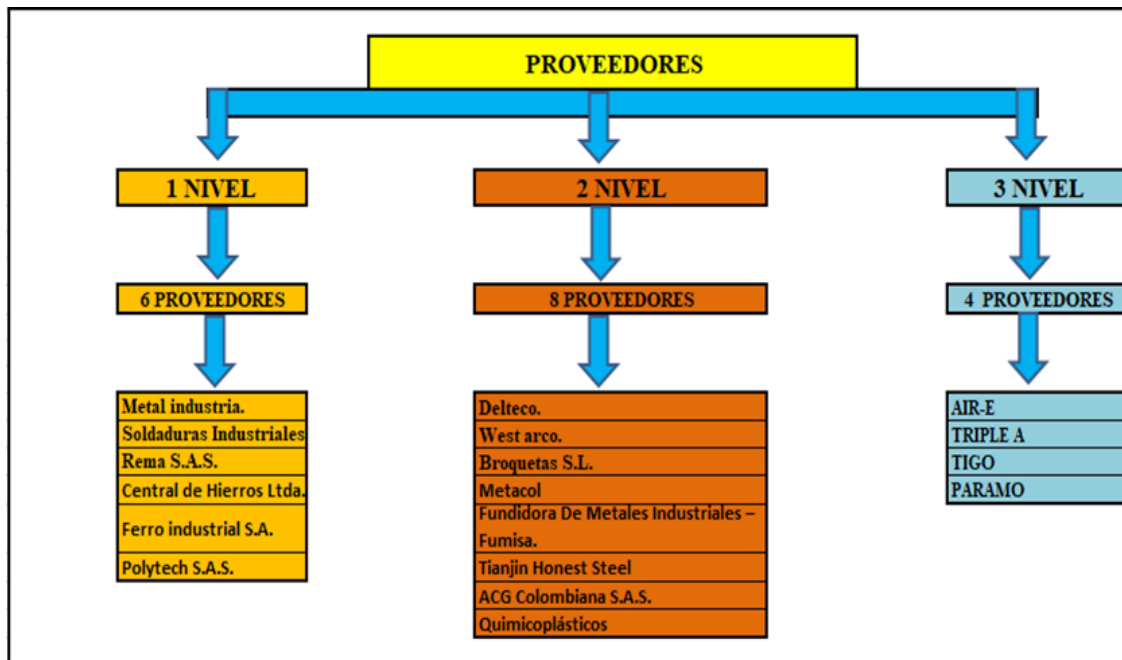 PROVEEDORES
1 NIVEL
2 NIVEL
3 NIVEL
6 PROVEEDORES
8 PROVEEDORES
4 PROVEEDORES
Metal industria.
Soldaduras Industriales
Rema S.A.S.
Central de Hierros Ltda.
Ferro industrial S.A.
Polytech S.A.S.
Delteco.
West arco.
Broquetas S.L.
Metacol
Fundidora De Metales Industriales –
Fumisa.
Tianjin Honest Steel
ACG Colombiana S.A.S.
Quimicoplásticos
AIR-E
TRIPLE A
TIGO
PARAMO